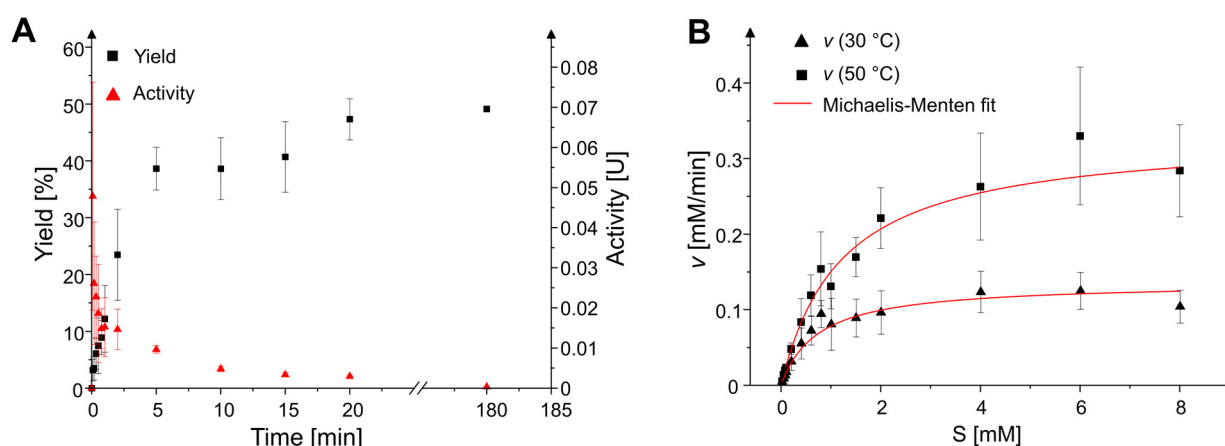 A
Yield [%]
60
50
40
30
20
10
0
Yield
Activity
0.08
0.07
0.06
0.05
0.04
0.03
0.02
0.01
0
Activity [U]
0
5
10
15
20
180
185
Time [min]
B
v [mM/min]
0.4
0.3
0.2
0.1
0
v (30 °C)
v (50 °C)
Michaelis-Menten fit
0
2
4
6
8
S [mM]